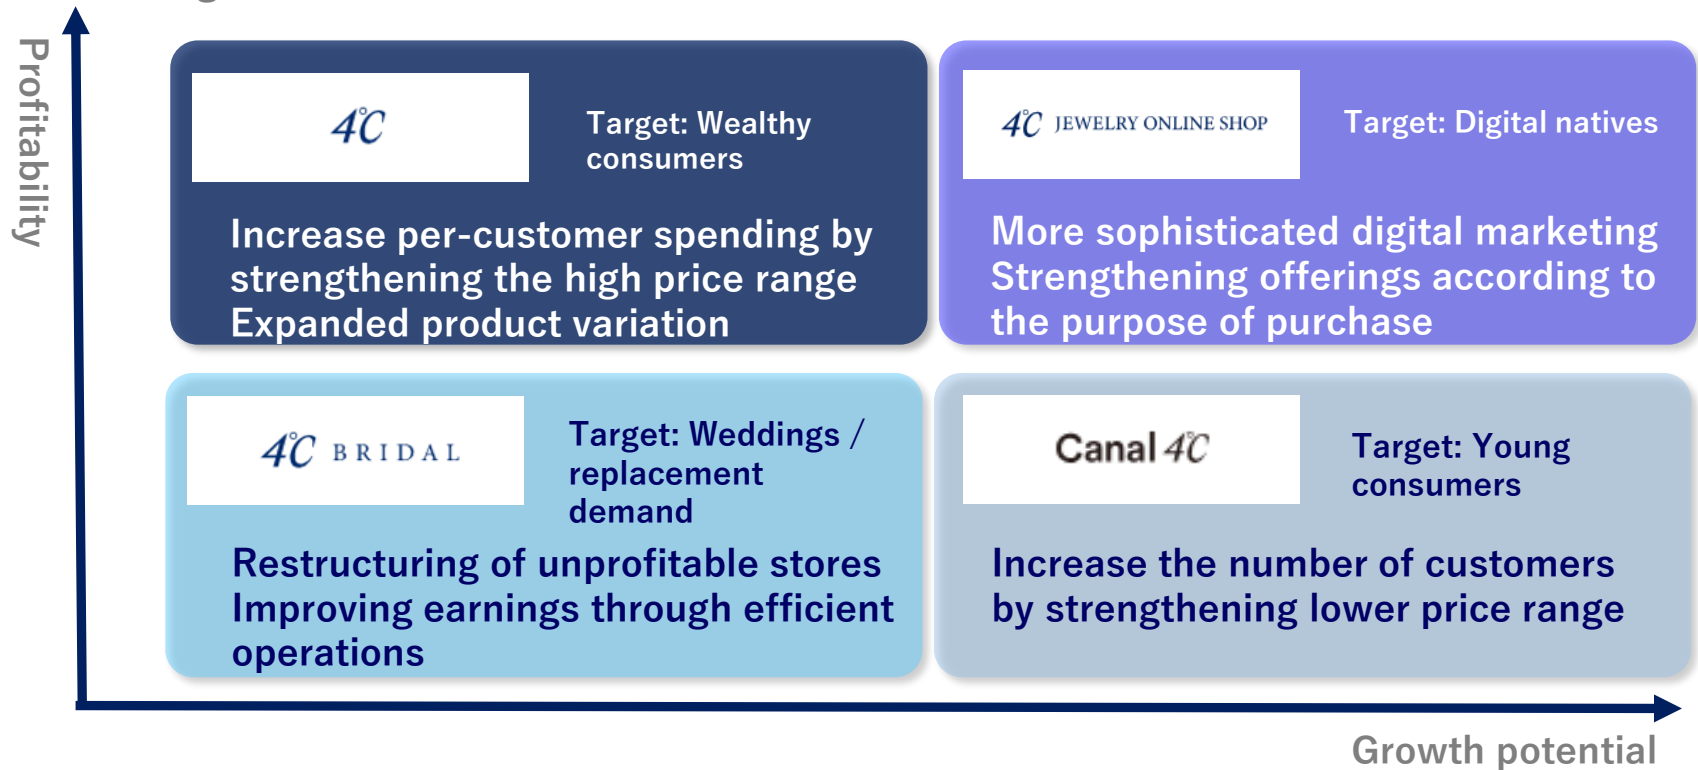 Profitability
4℃
Target: Wealthy
consumers
Increase per-customer spending by
strengthening the high price range
Expanded product variation
4℃ JEWELRY ONLINE SHOP
Target: Digital natives
More sophisticated digital marketing
Strengthening offerings according to
the purpose of purchase
4℃ BRIDAL
Target: Weddings /
replacement
demand
Restructuring of unprofitable stores
Improving earnings through efficient
operations
Canal 4℃
Target: Young
consumers
Increase the number of customers
by strengthening lower price range
Growth potential